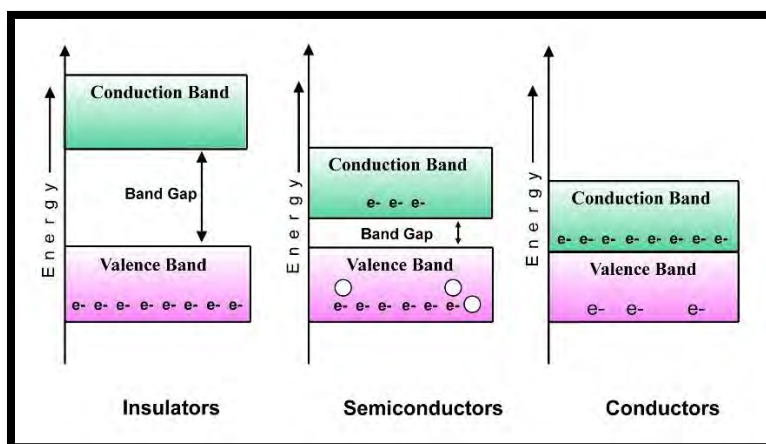 Energy
Conduction Band
Band Gap
Valence Band
e- e- e- e- e- e- e- e-
Insulators
Energy
Conduction Band
e- e- e-
Band Gap
Valence Band
e- e- e- e- e- e-
Semiconductors
Energy
Conduction Band
e- e- e- e- e- e- e- e-
Valence Band
e- e- e-
Conductors